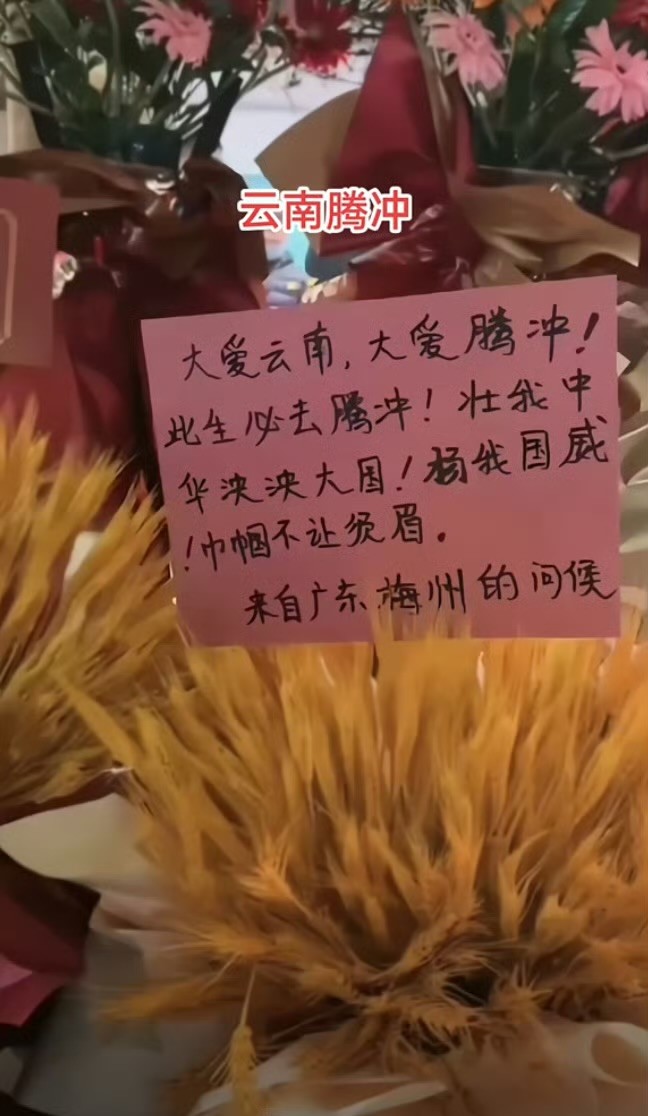 云南腾冲
大爱云南，大爱腾冲！
此生必去腾冲！壮我中
华泱泱大国！扬我国威
！巾帼不让须眉。
来自广东梅州的问候